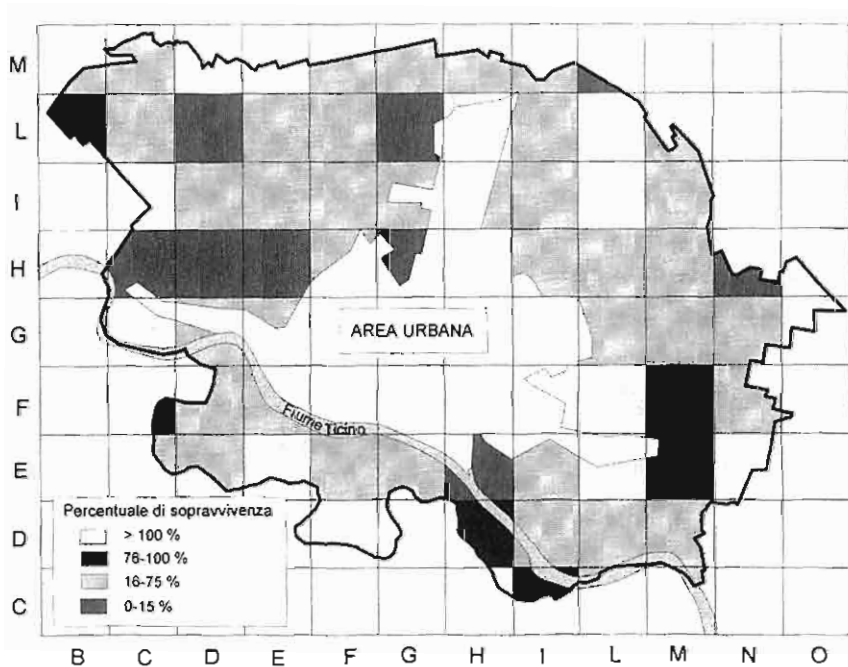 M
L
I
H
G
F
E
D
C
AREA URBANA
Fiume Ticino
Percentuale di sopravvivenza
> 100 %
76-100 %
16-75 %
0-15 %
B C D E F G H I L M N O